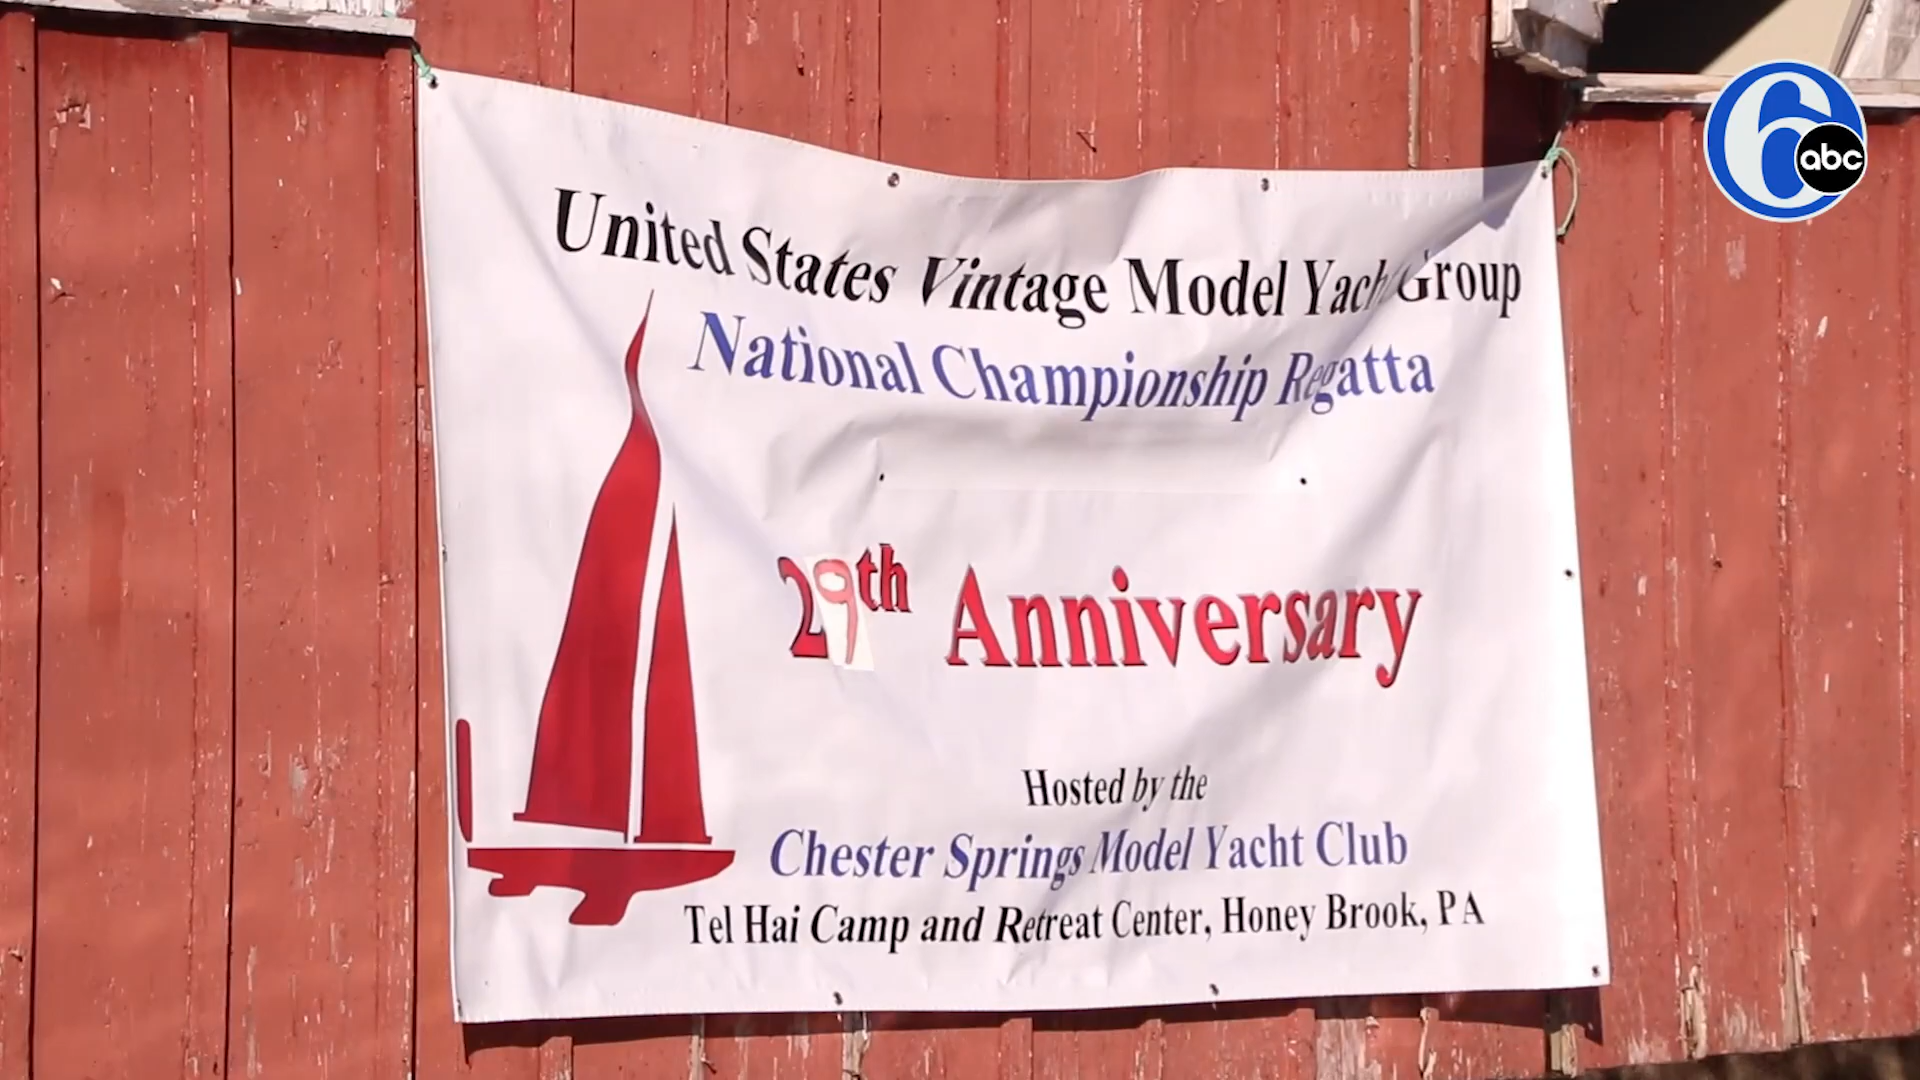 United States Vintage Model Yacht Group
National Championship Regatta
29th Anniversary
Hosted by the
Chester Springs Model Yacht Club
Tel Hai Camp and Retreat Center, Honey Brook, PA
6 abc